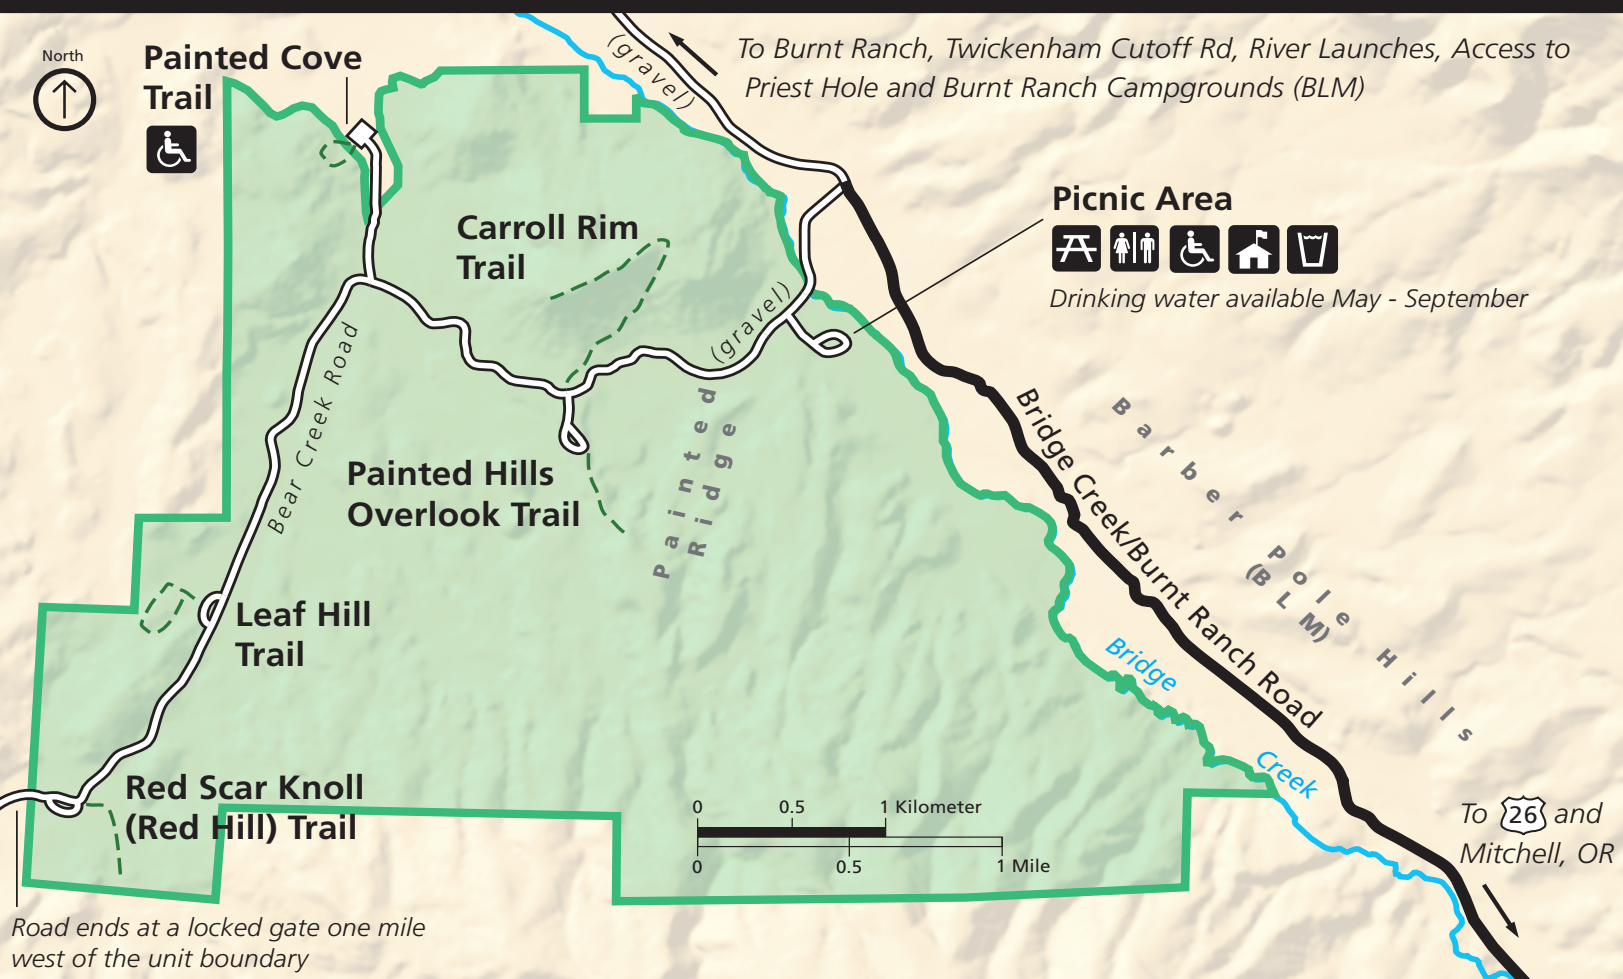 North
Painted Cove
Trail
(gravel)
To Burnt Ranch, Twickenham Cutoff Rd, River Launches, Access to
Priest Hole and Burnt Ranch Campgrounds (BLM)
Picnic Area
Drinking water available May - September
Carroll Rim
Trail
(gravel)
Bear Creek Road
Painted Hills
Overlook Trail
Painted
Ridge
Bridge Creek/Burnt Ranch Road
Barber Pole Hills
(BLM)
Leaf Hill
Trail
Bridge
Creek
Red Scar Knoll
(Red Hill) Trail
0 0.5 1 Kilometer
0 0.5 1 Mile
To 26 and
Mitchell, OR
Road ends at a locked gate one mile
west of the unit boundary